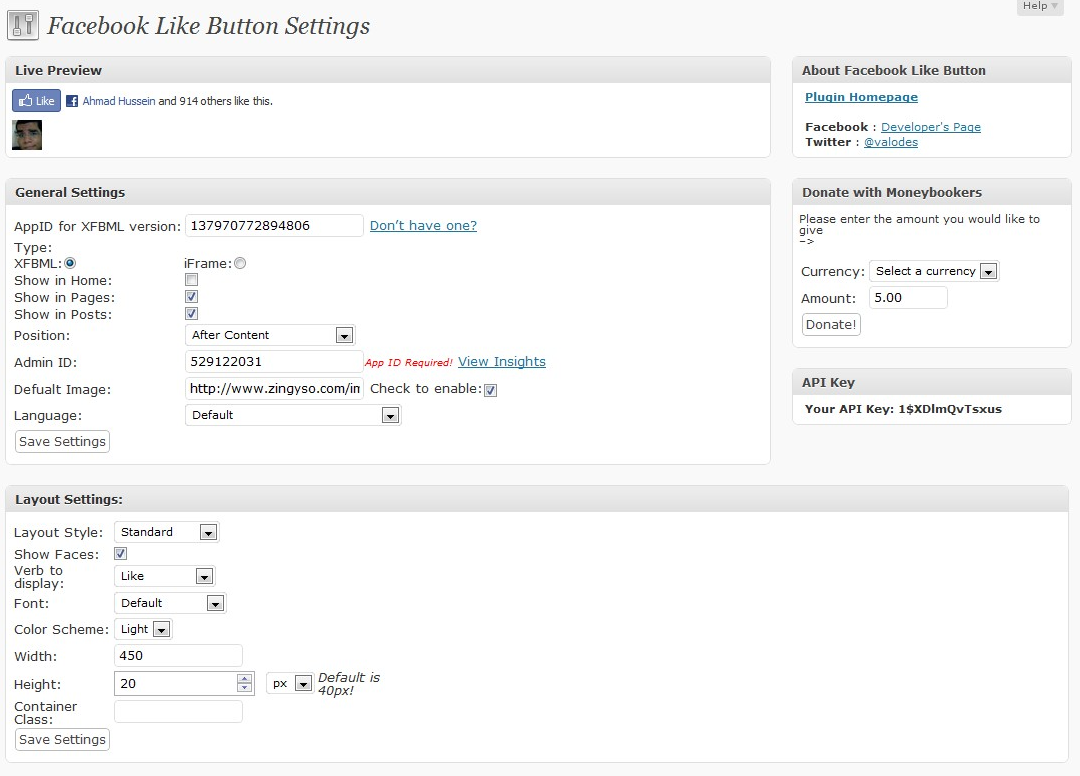 Help
Facebook Like Button Settings
Live Preview
Like Ahmad Hussein and 914 others like this.
General Settings
AppID for XFBML version: 137970772894806 Don't have one?
Type:
XFBML: iFrame:
Show in Home:
Show in Pages:
Show in Posts:
Position: After Content
Admin ID: 529122031 App ID Required! View Insights
Defualt Image: http://www.zingyso.com/in Check to enable:
Language: Default
Save Settings
About Facebook Like Button
Plugin Homepage
Facebook : Developer's Page
Twitter : @valodes
Donate with Moneybookers
Please enter the amount you would like to
give
-->
Currency: Select a currency
Amount: 5.00
Donate!
API Key
Your API Key: 1$XDlmQvTsxus
Layout Settings:
Layout Style: Standard
Show Faces:
Verb to
display: Like
Font: Default
Color Scheme: Light
Width: 450
Height: 20 px Default is
40px!
Container
Class:
Save Settings